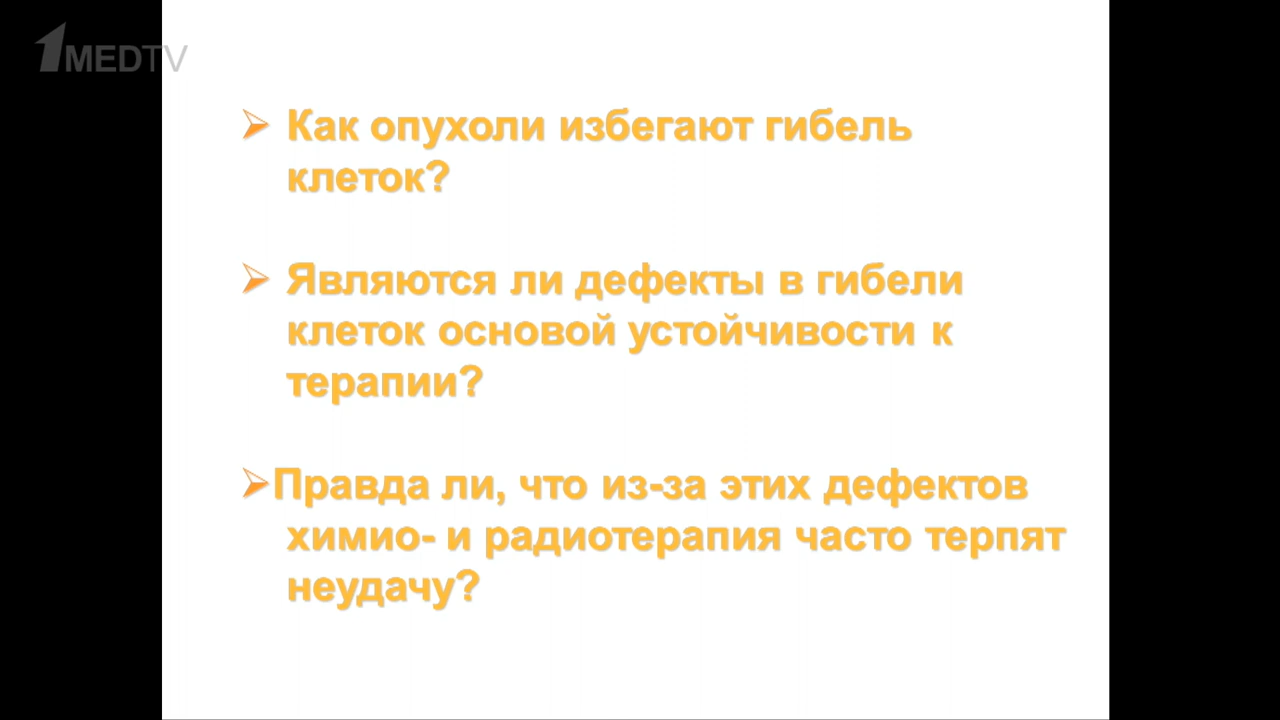 1MEDTV
Как опухоли избегают гибель
клеток?
Являются ли дефекты в гибели
клеток основой устойчивости к
терапии?
Правда ли, что из-за этих дефектов
химио- и радиотерапия часто терпят
неудачу?